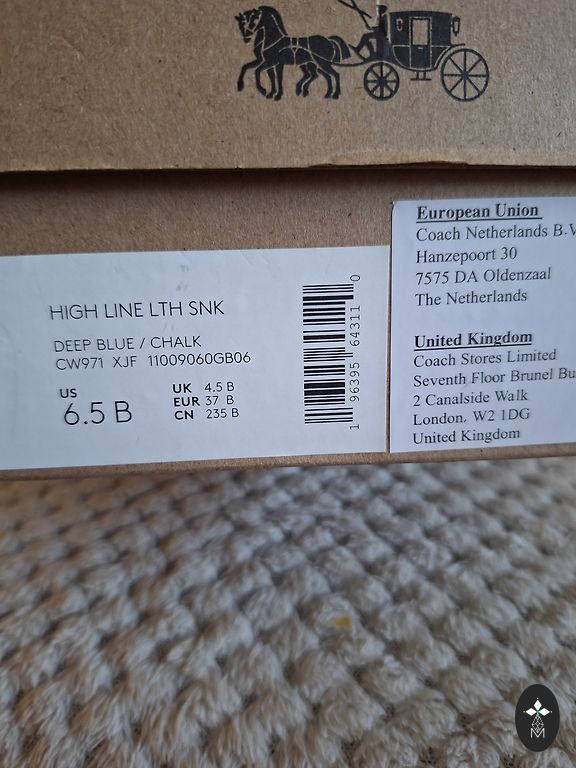 HIGH LINE LTH SNK
DEEP BLUE / CHALK
CW971 XJF 11009060GB06
US
6.5 B
UK 4.5 B
EUR 37 B
CN 235 B
1 96395 64311 0
European Union
Coach Netherlands B.V
Hanzepoort 30
7575 DA Oldenzaal
The Netherlands
United Kingdom
Coach Stores Limited
Seventh Floor Brunel Bu
2 Canalside Walk
London. W2 1DG
United Kingdom
M